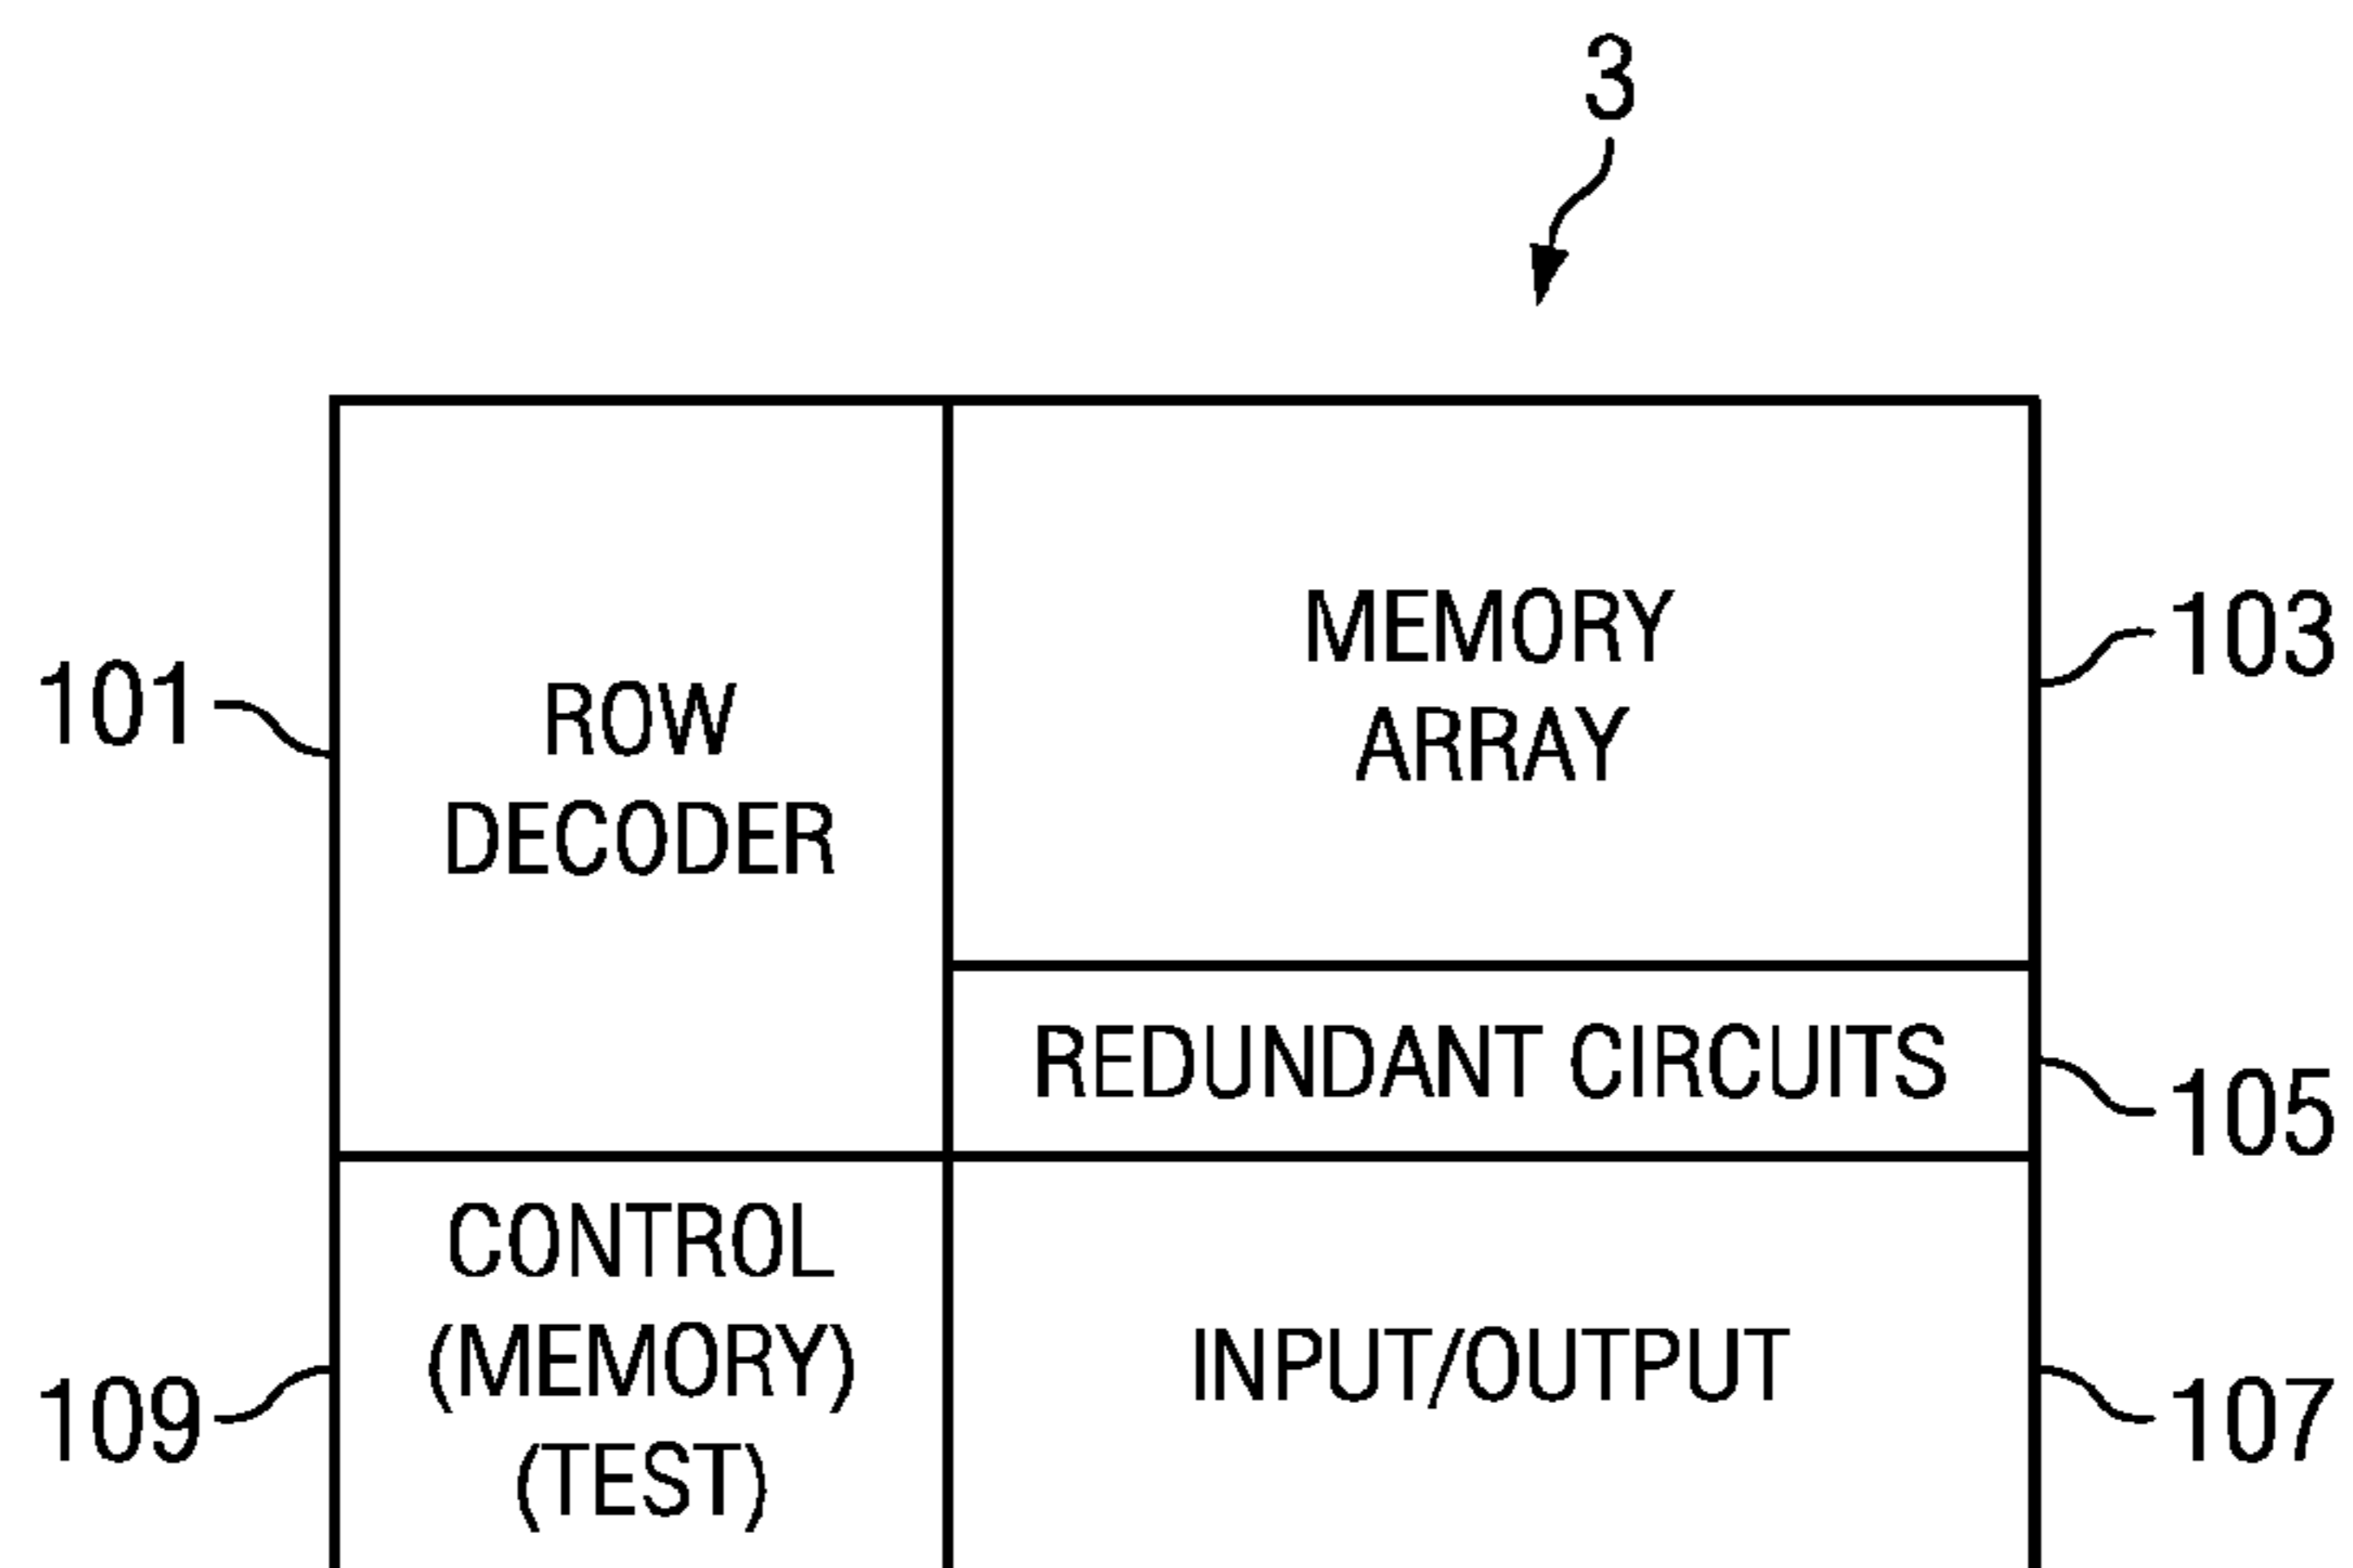 3
MEMORY
ARRAY
103
101
ROW
DECODER
REDUNDANT CIRCUITS
105
CONTROL
(MEMORY)
(TEST)
109
INPUT/OUTPUT
107